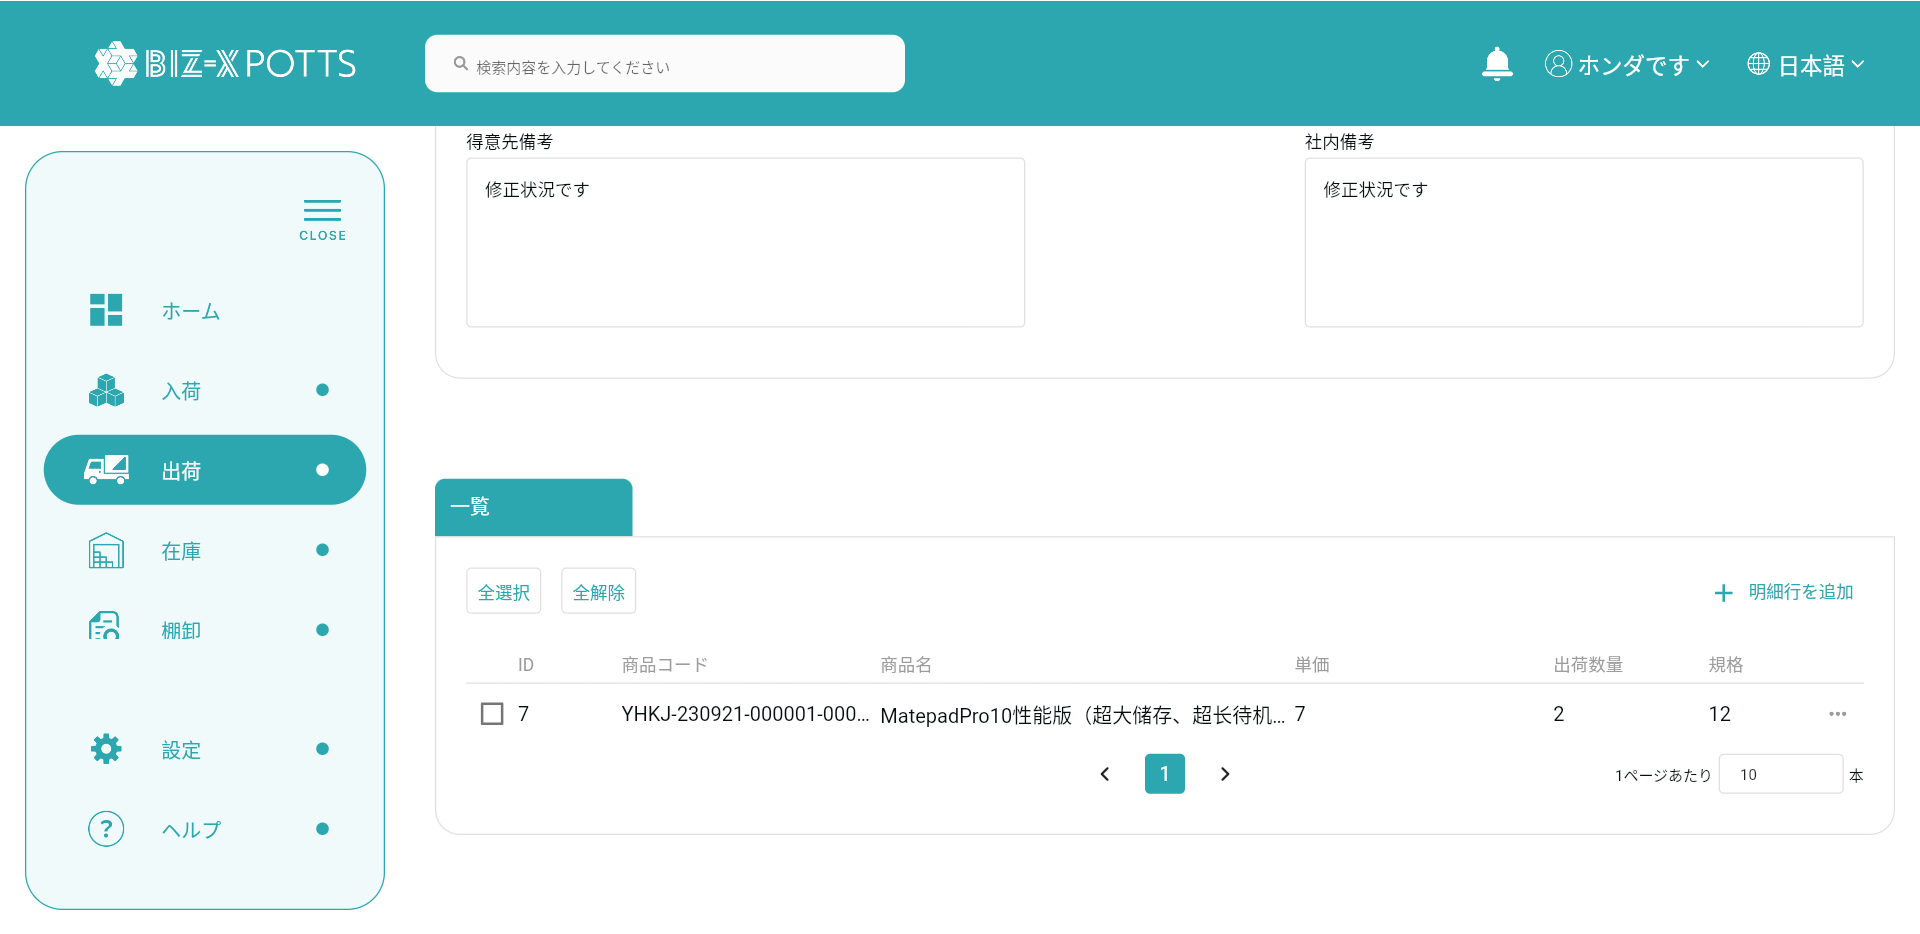 BIZ=X POTTS
検索内容を入力してください
ホンダです
日本語
CLOSE
ホーム
入荷
出荷
在庫
棚卸
設定
ヘルプ
得意先備考
社内備考
修正状況です
修正状況です
一覧
全選択
全解除
明細行を追加
ID 商品コード 商品名 単価 出荷数量 規格
7 YHKJ-230921-000001-000... MatepadPro10性能版（超大储存、超长待机... 7 2 12
1
1ページあたり 10 本